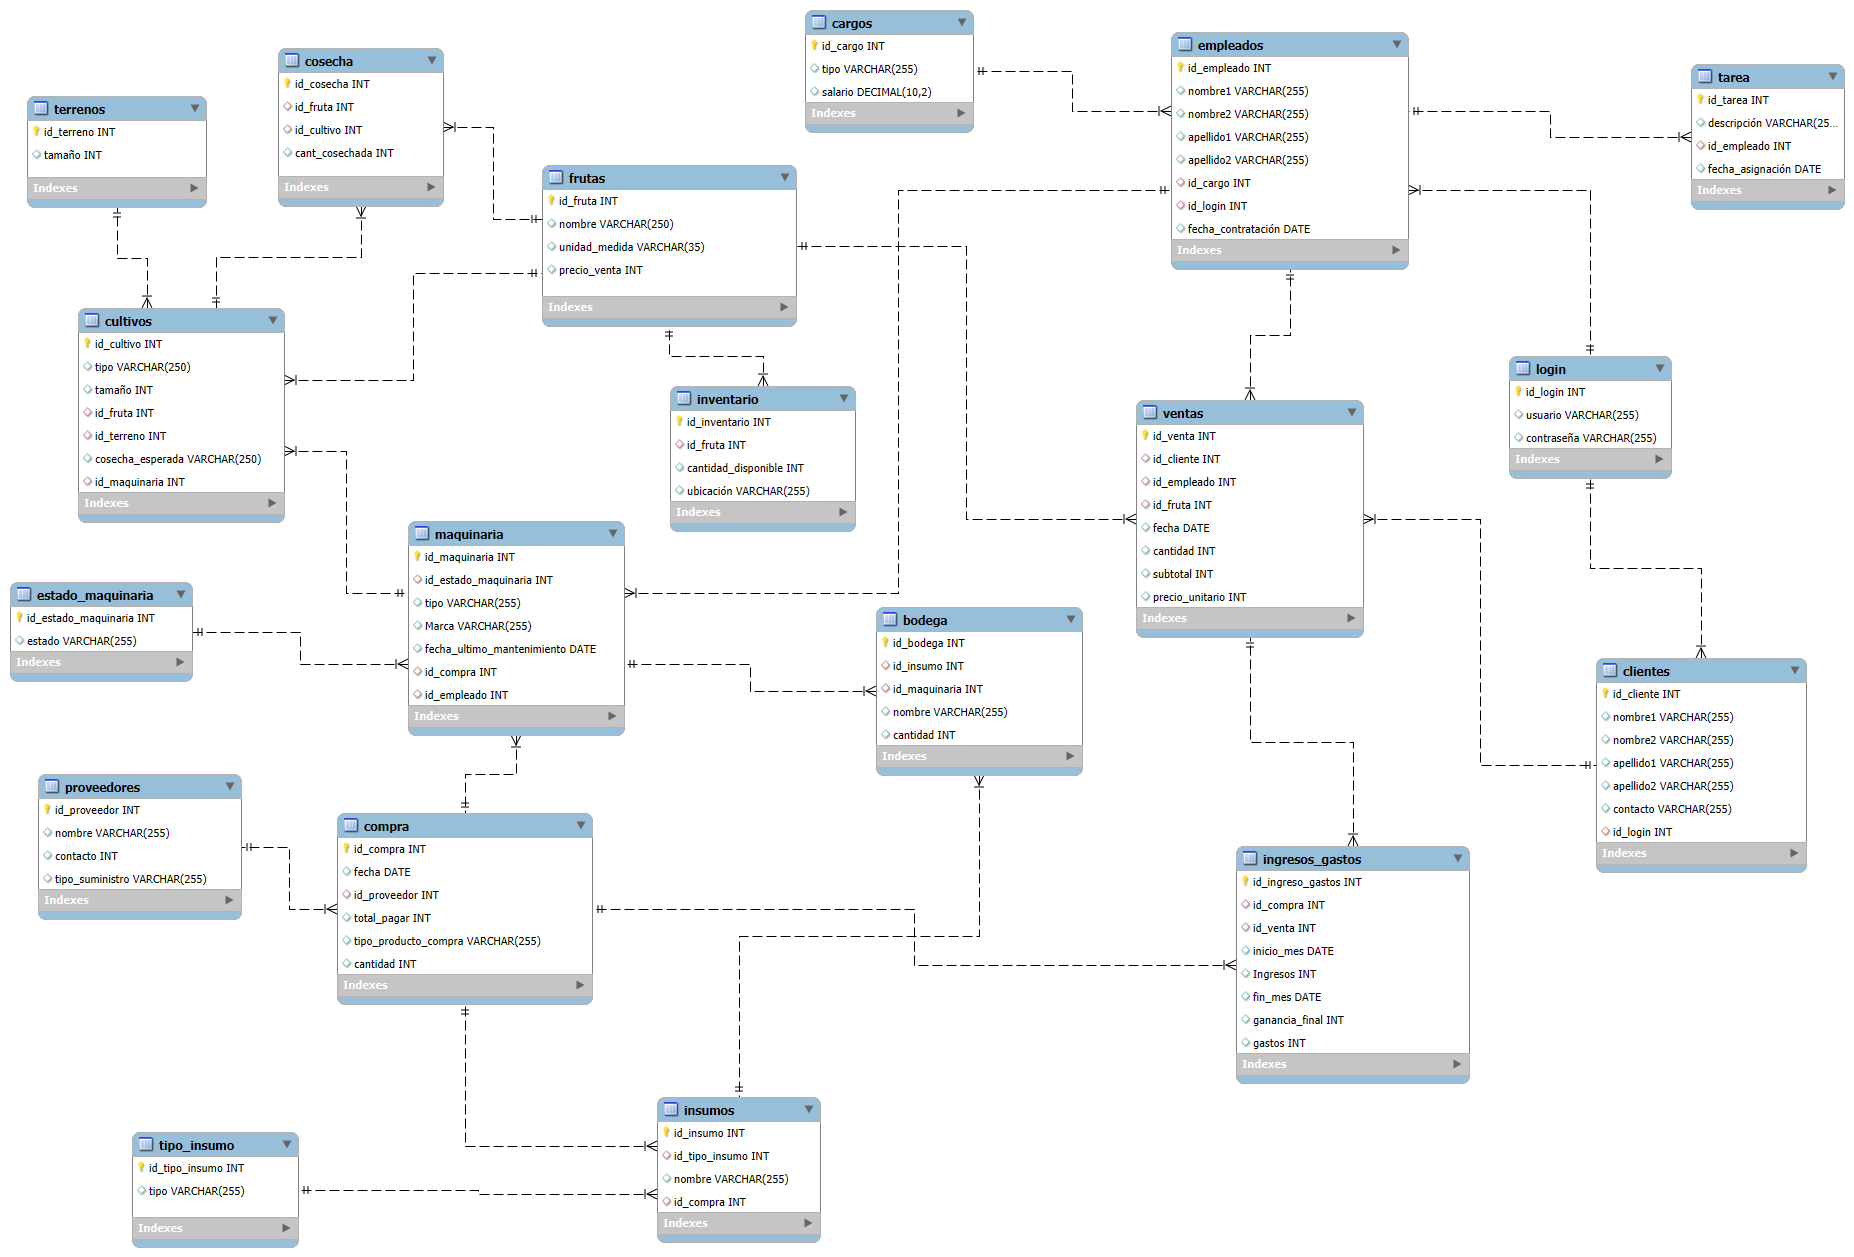 cargos
id_cargo INT
tipo VARCHAR(255)
salario DECIMAL(10,2)
Indexes
empleados
id_empleado INT
nombre1 VARCHAR(255)
nombre2 VARCHAR(255)
apellido1 VARCHAR(255)
apellido2 VARCHAR(255)
id_cargo INT
id_login INT
fecha_contratación DATE
Indexes
tarea
id_tarea INT
descripción VARCHAR(25...
id_empleado INT
fecha_asignación DATE
Indexes
cosecha
id_cosecha INT
id_fruta INT
id_cultivo INT
cant_cosechada INT
Indexes
terrenos
id_terreno INT
tamaño INT
Indexes
frutas
id_fruta INT
nombre VARCHAR(250)
unidad_medida VARCHAR(35)
precio_venta INT
Indexes
cultivos
id_cultivo INT
tipo VARCHAR(250)
tamaño INT
id_fruta INT
id_terreno INT
cosecha_esperada VARCHAR(250)
id_maquinaria INT
Indexes
inventario
id_inventario INT
id_fruta INT
cantidad_disponible INT
ubicación VARCHAR(255)
Indexes
ventas
id_venta INT
id_cliente INT
id_empleado INT
id_fruta INT
fecha DATE
cantidad INT
subtotal INT
precio_unitario INT
Indexes
login
id_login INT
usuario VARCHAR(255)
contraseña VARCHAR(255)
Indexes
maquinaria
id_maquinaria INT
id_estado_maquinaria INT
tipo VARCHAR(255)
Marca VARCHAR(255)
fecha_ultimo_mantenimiento DATE
id_compra INT
id_empleado INT
Indexes
estado_maquinaria
id_estado_maquinaria INT
estado VARCHAR(255)
Indexes
bodega
id_bodega INT
id_insumo INT
id_maquinaria INT
nombre VARCHAR(255)
cantidad INT
Indexes
clientes
id_cliente INT
nombre1 VARCHAR(255)
nombre2 VARCHAR(255)
apellido1 VARCHAR(255)
apellido2 VARCHAR(255)
contacto VARCHAR(255)
id_login INT
Indexes
proveedores
id_proveedor INT
nombre VARCHAR(255)
contacto INT
tipo_suministro VARCHAR(255)
Indexes
compra
id_compra INT
fecha DATE
id_proveedor INT
total_pagar INT
tipo_producto_compra VARCHAR(255)
cantidad INT
Indexes
ingresos_gastos
id_ingreso_gastos INT
id_compra INT
id_venta INT
inicio_mes DATE
Ingresos INT
fin_mes DATE
ganancia_final INT
gastos INT
Indexes
insumos
id_insumo INT
id_tipo_insumo INT
nombre VARCHAR(255)
id_compra INT
Indexes
tipo_insumo
id_tipo_insumo INT
tipo VARCHAR(255)
Indexes